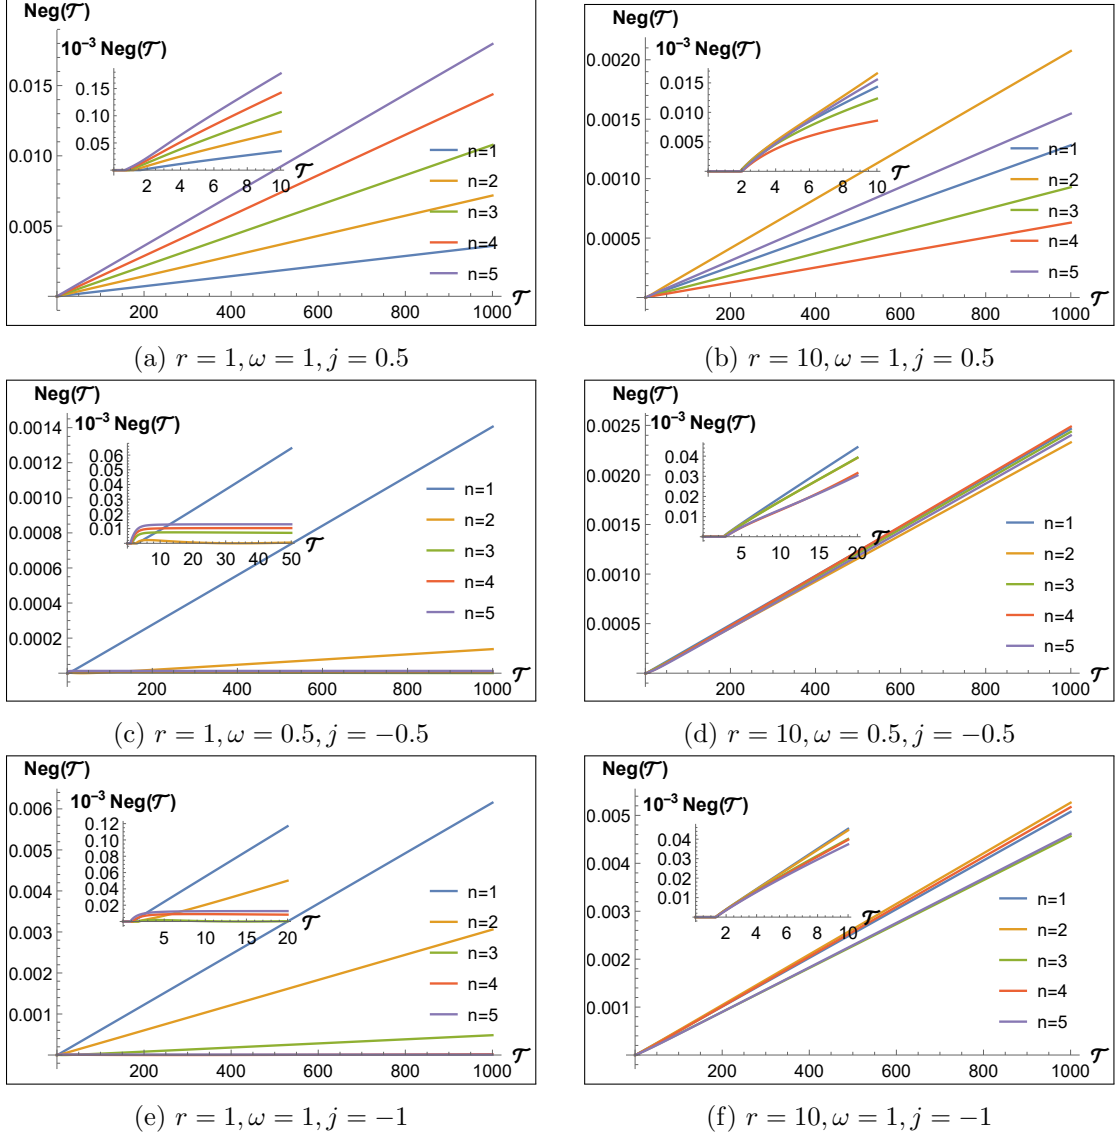 Neg(𝒯)
10⁻³ Neg(𝒯)
0.015
0.010
0.005
0.15
0.10
0.05
2 4 6 8 10
𝒯
n=1
n=2
n=3
n=4
n=5
200 400 600 800 1000
𝒯
(a) r = 1, ω = 1, j = 0.5
Neg(𝒯)
10⁻³ Neg(𝒯)
0.0020
0.0015
0.0010
0.0005
0.015
0.010
0.005
2 4 6 8 10
𝒯
n=1
n=2
n=3
n=4
n=5
200 400 600 800 1000
𝒯
(b) r = 10, ω = 1, j = 0.5
Neg(𝒯)
10⁻³ Neg(𝒯)
0.0014
0.0012
0.0010
0.0008
0.0006
0.0004
0.0002
0.06
0.05
0.04
0.03
0.02
0.01
10 20 30 40 50
𝒯
n=1
n=2
n=3
n=4
n=5
200 400 600 800 1000
𝒯
(c) r = 1, ω = 0.5, j = −0.5
Neg(𝒯)
10⁻³ Neg(𝒯)
0.0025
0.0020
0.0015
0.0010
0.0005
0.04
0.03
0.02
0.01
5 10 15 20
𝒯
n=1
n=2
n=3
n=4
n=5
200 400 600 800 1000
𝒯
(d) r = 10, ω = 0.5, j = −0.5
Neg(𝒯)
10⁻³ Neg(𝒯)
0.006
0.005
0.004
0.003
0.002
0.001
0.12
0.10
0.08
0.06
0.04
0.02
5 10 15 20
𝒯
n=1
n=2
n=3
n=4
n=5
200 400 600 800 1000
𝒯
(e) r = 1, ω = 1, j = −1
Neg(𝒯)
10⁻³ Neg(𝒯)
0.005
0.004
0.003
0.002
0.001
0.04
0.03
0.02
0.01
2 4 6 8 10
𝒯
n=1
n=2
n=3
n=4
n=5
200 400 600 800 1000
𝒯
(f) r = 10, ω = 1, j = −1